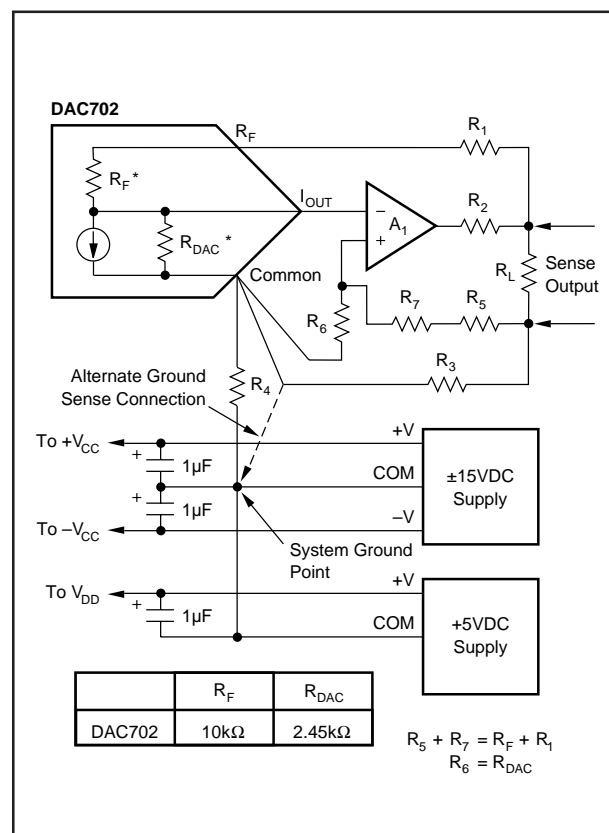 DAC702
R_F
R_1
R_F*
I_OUT
−
A_1
+
R_2
R_DAC*
Sense
Output
R_L
Common
R_6
R_7
R_5
R_3
R_4
Alternate Ground
Sense Connection
To +V_CC
+
1µF
+V
COM
±15VDC
Supply
+
1µF
To −V_CC
−V
System Ground
Point
To V_DD
+
1µF
+V
COM
+5VDC
Supply
R_F R_DAC
DAC702 10kΩ 2.45kΩ
R_5 + R_7 = R_F + R_1
R_6 = R_DAC